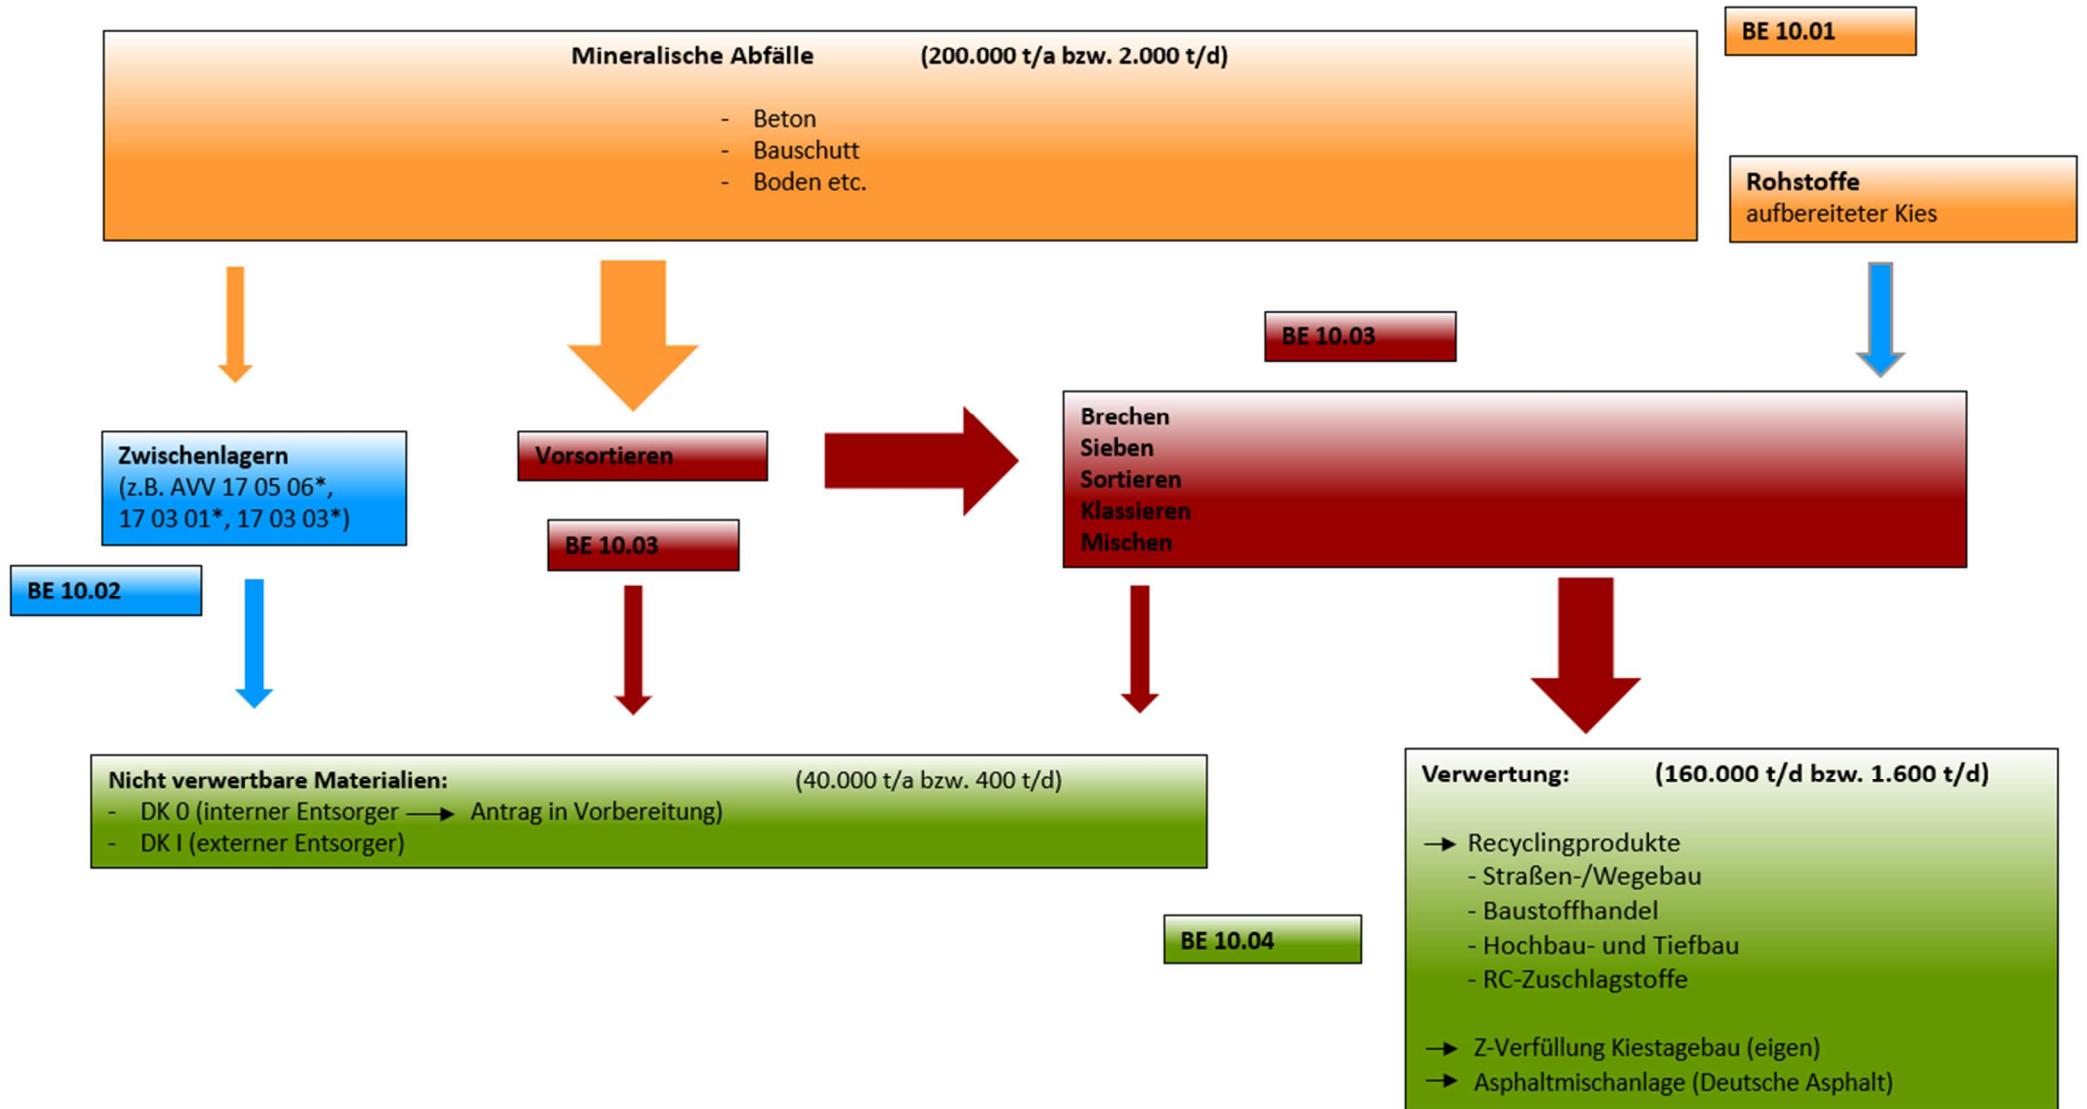 BE 10.01
Mineralische Abfälle (200.000 t/a bzw. 2.000 t/d)
- Beton
- Bauschutt
- Boden etc.
Rohstoffe
aufbereiteter Kies
BE 10.03
Zwischenlagern
(z.B. AVV 17 05 06*,
17 03 01*, 17 03 03*)
BE 10.02
Vorsortieren
BE 10.03
Brechen
Sieben
Sortieren
Klassieren
Mischen
Nicht verwertbare Materialien: (40.000 t/a bzw. 400 t/d)
- DK 0 (interner Entsorger → Antrag in Vorbereitung)
- DK I (externer Entsorger)
BE 10.04
Verwertung: (160.000 t/d bzw. 1.600 t/d)
→ Recyclingprodukte
- Straßen-/Wegebau
- Baustoffhandel
- Hochbau- und Tiefbau
- RC-Zuschlagstoffe
→ Z-Verfüllung Kiestagebau (eigen)
→ Asphaltmischanlage (Deutsche Asphalt)